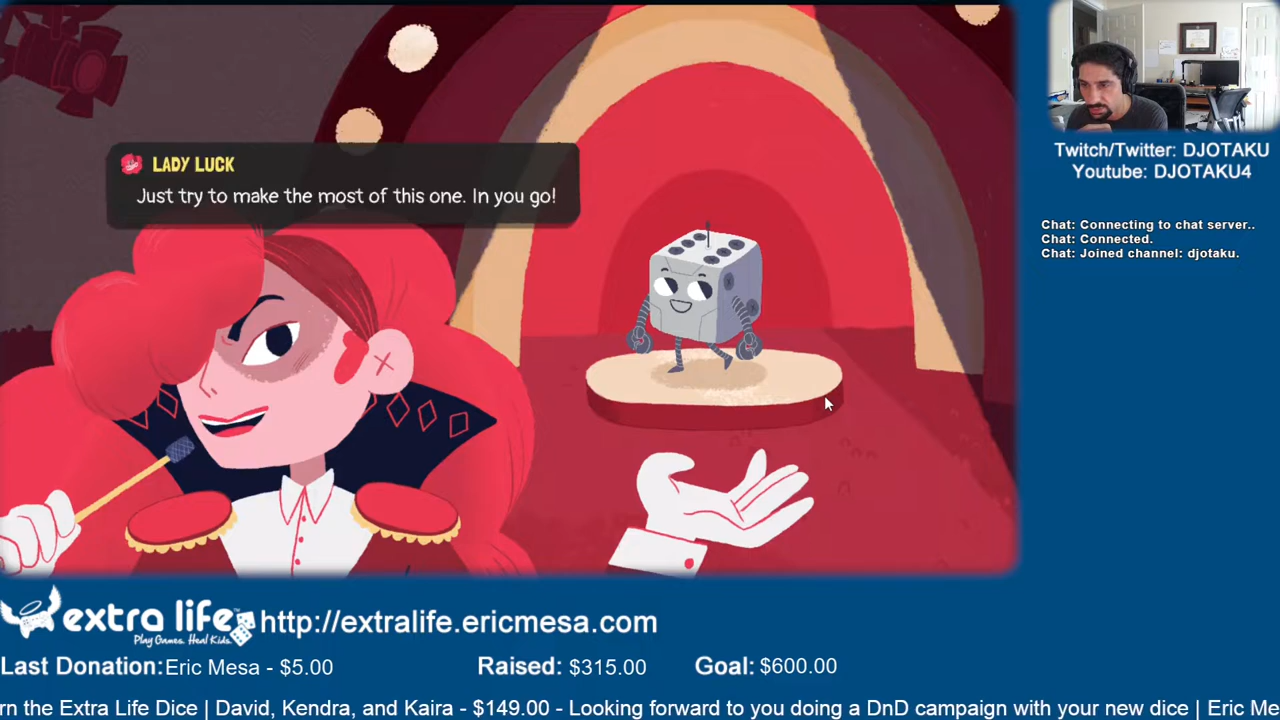 LADY LUCK
Just try to make the most of this one. In you go!
Twitch/Twitter: DJOTAKU
Youtube: DJOTAKU4
Chat: Connecting to chat server..
Chat: Connected.
Chat: Joined channel: djotaku.
extra life
Play Games. Heal Kids.
http://extralife.ericmesa.com
Last Donation: Eric Mesa - $5.00
Raised: $315.00
Goal: $600.00
rn the Extra Life Dice | David, Kendra, and Kaira - $149.00 - Looking forward to you doing a DnD campaign with your new dice | Eric Me